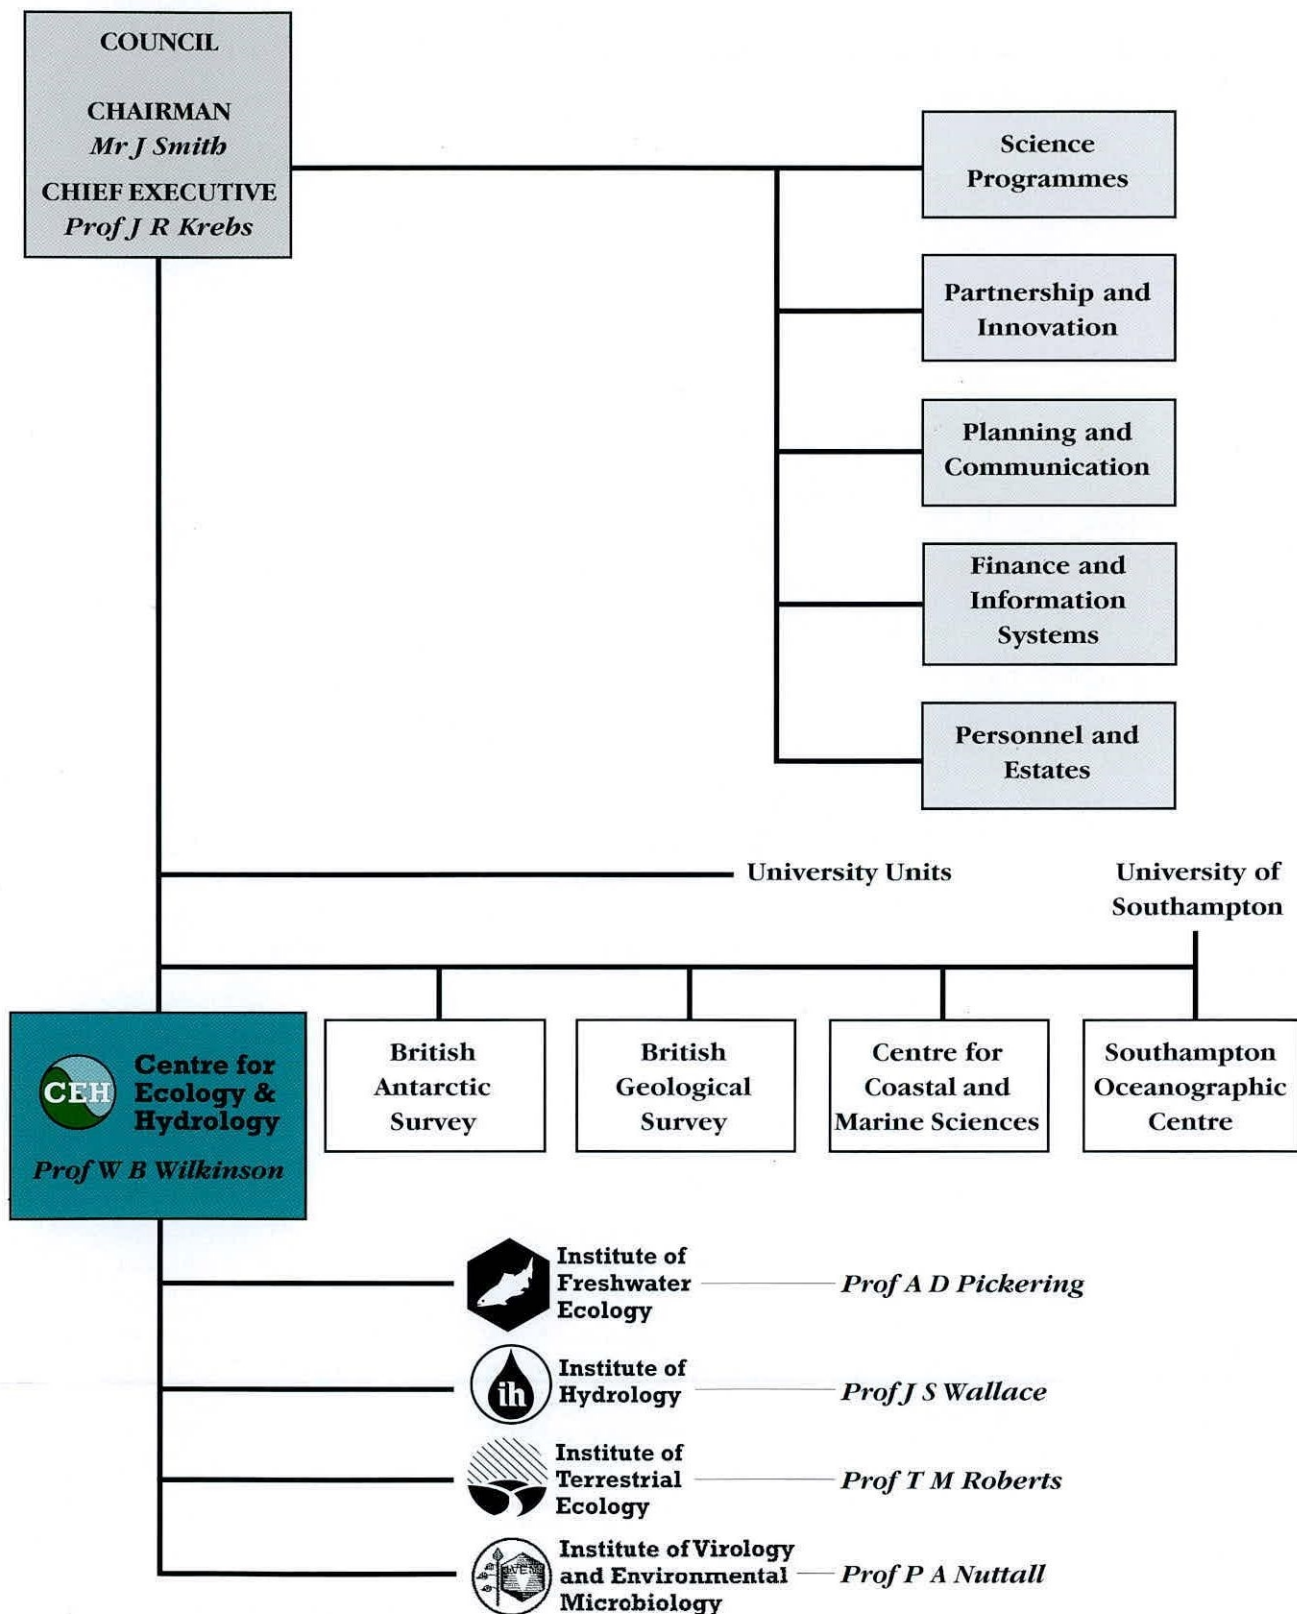 COUNCIL
CHAIRMAN
Mr J Smith
CHIEF EXECUTIVE
Prof J R Krebs
Science
Programmes
Partnership and
Innovation
Planning and
Communication
Finance and
Information
Systems
Personnel and
Estates
University Units
University of
Southampton
CEH
Centre for
Ecology &
Hydrology
Prof W B Wilkinson
British
Antarctic
Survey
British
Geological
Survey
Centre for
Coastal and
Marine Sciences
Southampton
Oceanographic
Centre
Institute of
Freshwater
Ecology
Prof A D Pickering
ih
Institute of
Hydrology
Prof J S Wallace
Institute of
Terrestrial
Ecology
Prof T M Roberts
Institute of Virology
and Environmental
Microbiology
Prof P A Nuttall